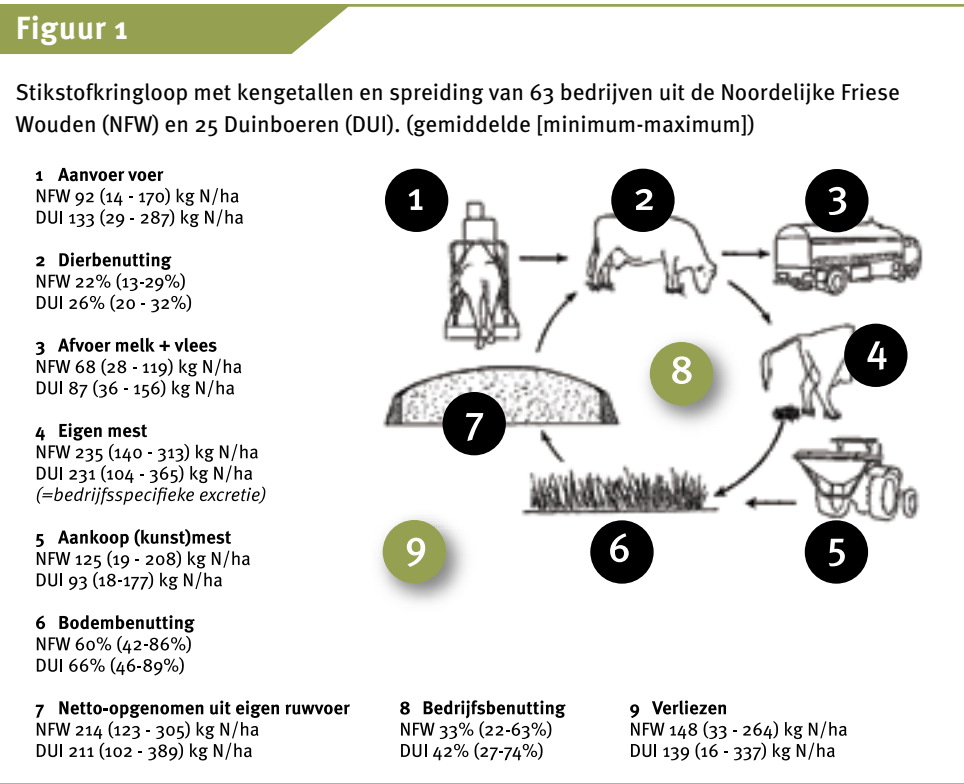 Figuur 1
Stikstofkringloop met kengetallen en spreiding van 63 bedrijven uit de Noordelijke Friese
Wouden (NFW) en 25 Duinboeren (DUI). (gemiddelde [minimum-maximum])
1 Aanvoer voer
NFW 92 (14 - 170) kg N/ha
DUI 133 (29 - 287) kg N/ha
2 Dierbenutting
NFW 22% (13-29%)
DUI 26% (20 - 32%)
3 Afvoer melk + vlees
NFW 68 (28 - 119) kg N/ha
DUI 87 (36 - 156) kg N/ha
4 Eigen mest
NFW 235 (140 - 313) kg N/ha
DUI 231 (104 - 365) kg N/ha
(=bedrijfsspecifieke excretie)
5 Aankoop (kunst)mest
NFW 125 (19 - 208) kg N/ha
DUI 93 (18-177) kg N/ha
6 Bodembenutting
NFW 60% (42-86%)
DUI 66% (46-89%)
7 Netto-opgenomen uit eigen ruwvoer
NFW 214 (123 - 305) kg N/ha
DUI 211 (102 - 389) kg N/ha
8 Bedrijfsbenutting
NFW 33% (22-63%)
DUI 42% (27-74%)
9 Verliezen
NFW 148 (33 - 264) kg N/ha
DUI 139 (16 - 337) kg N/ha
1
2
3
4
8
7
9
6
5